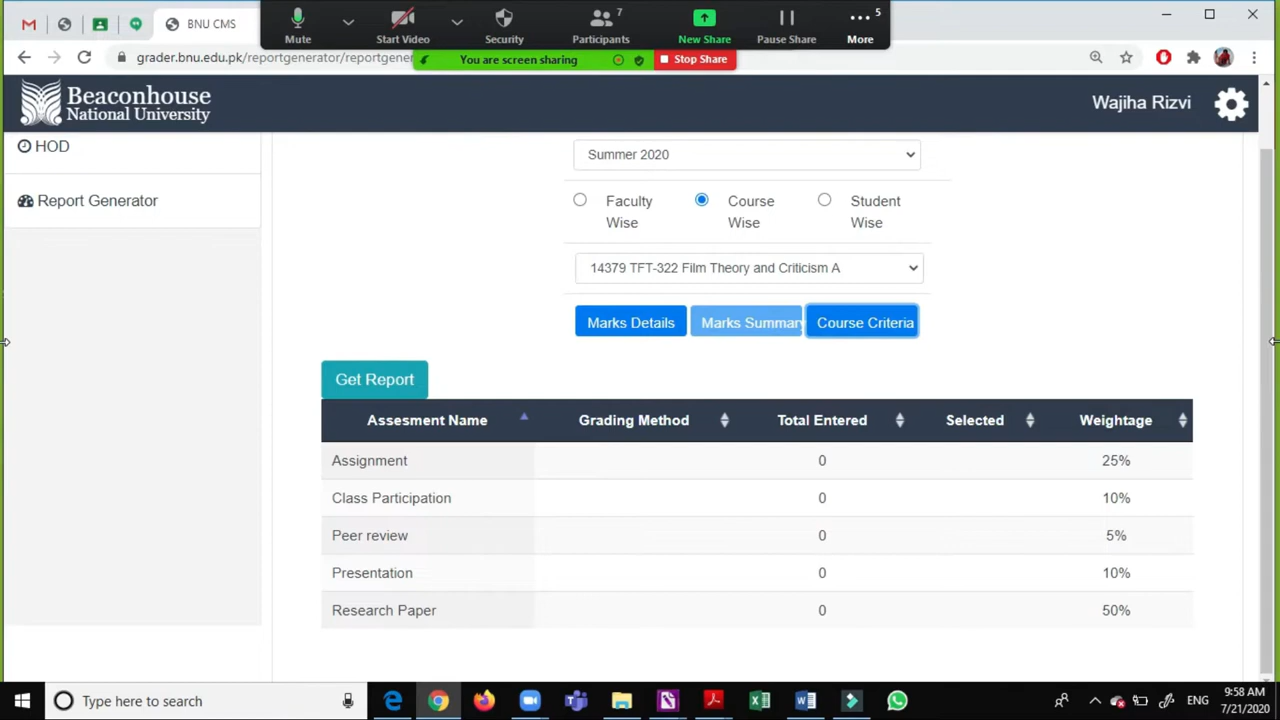 BNU CMS
Mute
Start Video
Security
7
Participants
New Share
Pause Share
5
More
grader.bnu.edu.pk/reportgenerator/reportgener
You are screen sharing
Stop Share
Beaconhouse
National University
Wajiha Rizvi
HOD
Report Generator
Summer 2020
Faculty Wise
Course Wise
Student Wise
14379 TFT-322 Film Theory and Criticism A
Marks Details Marks Summary Course Criteria
Get Report
Assesment Name Grading Method Total Entered Selected Weightage
Assignment 0 25%
Class Participation 0 10%
Peer review 0 5%
Presentation 0 10%
Research Paper 0 50%
Type here to search
ENG
9:58 AM
7/21/2020